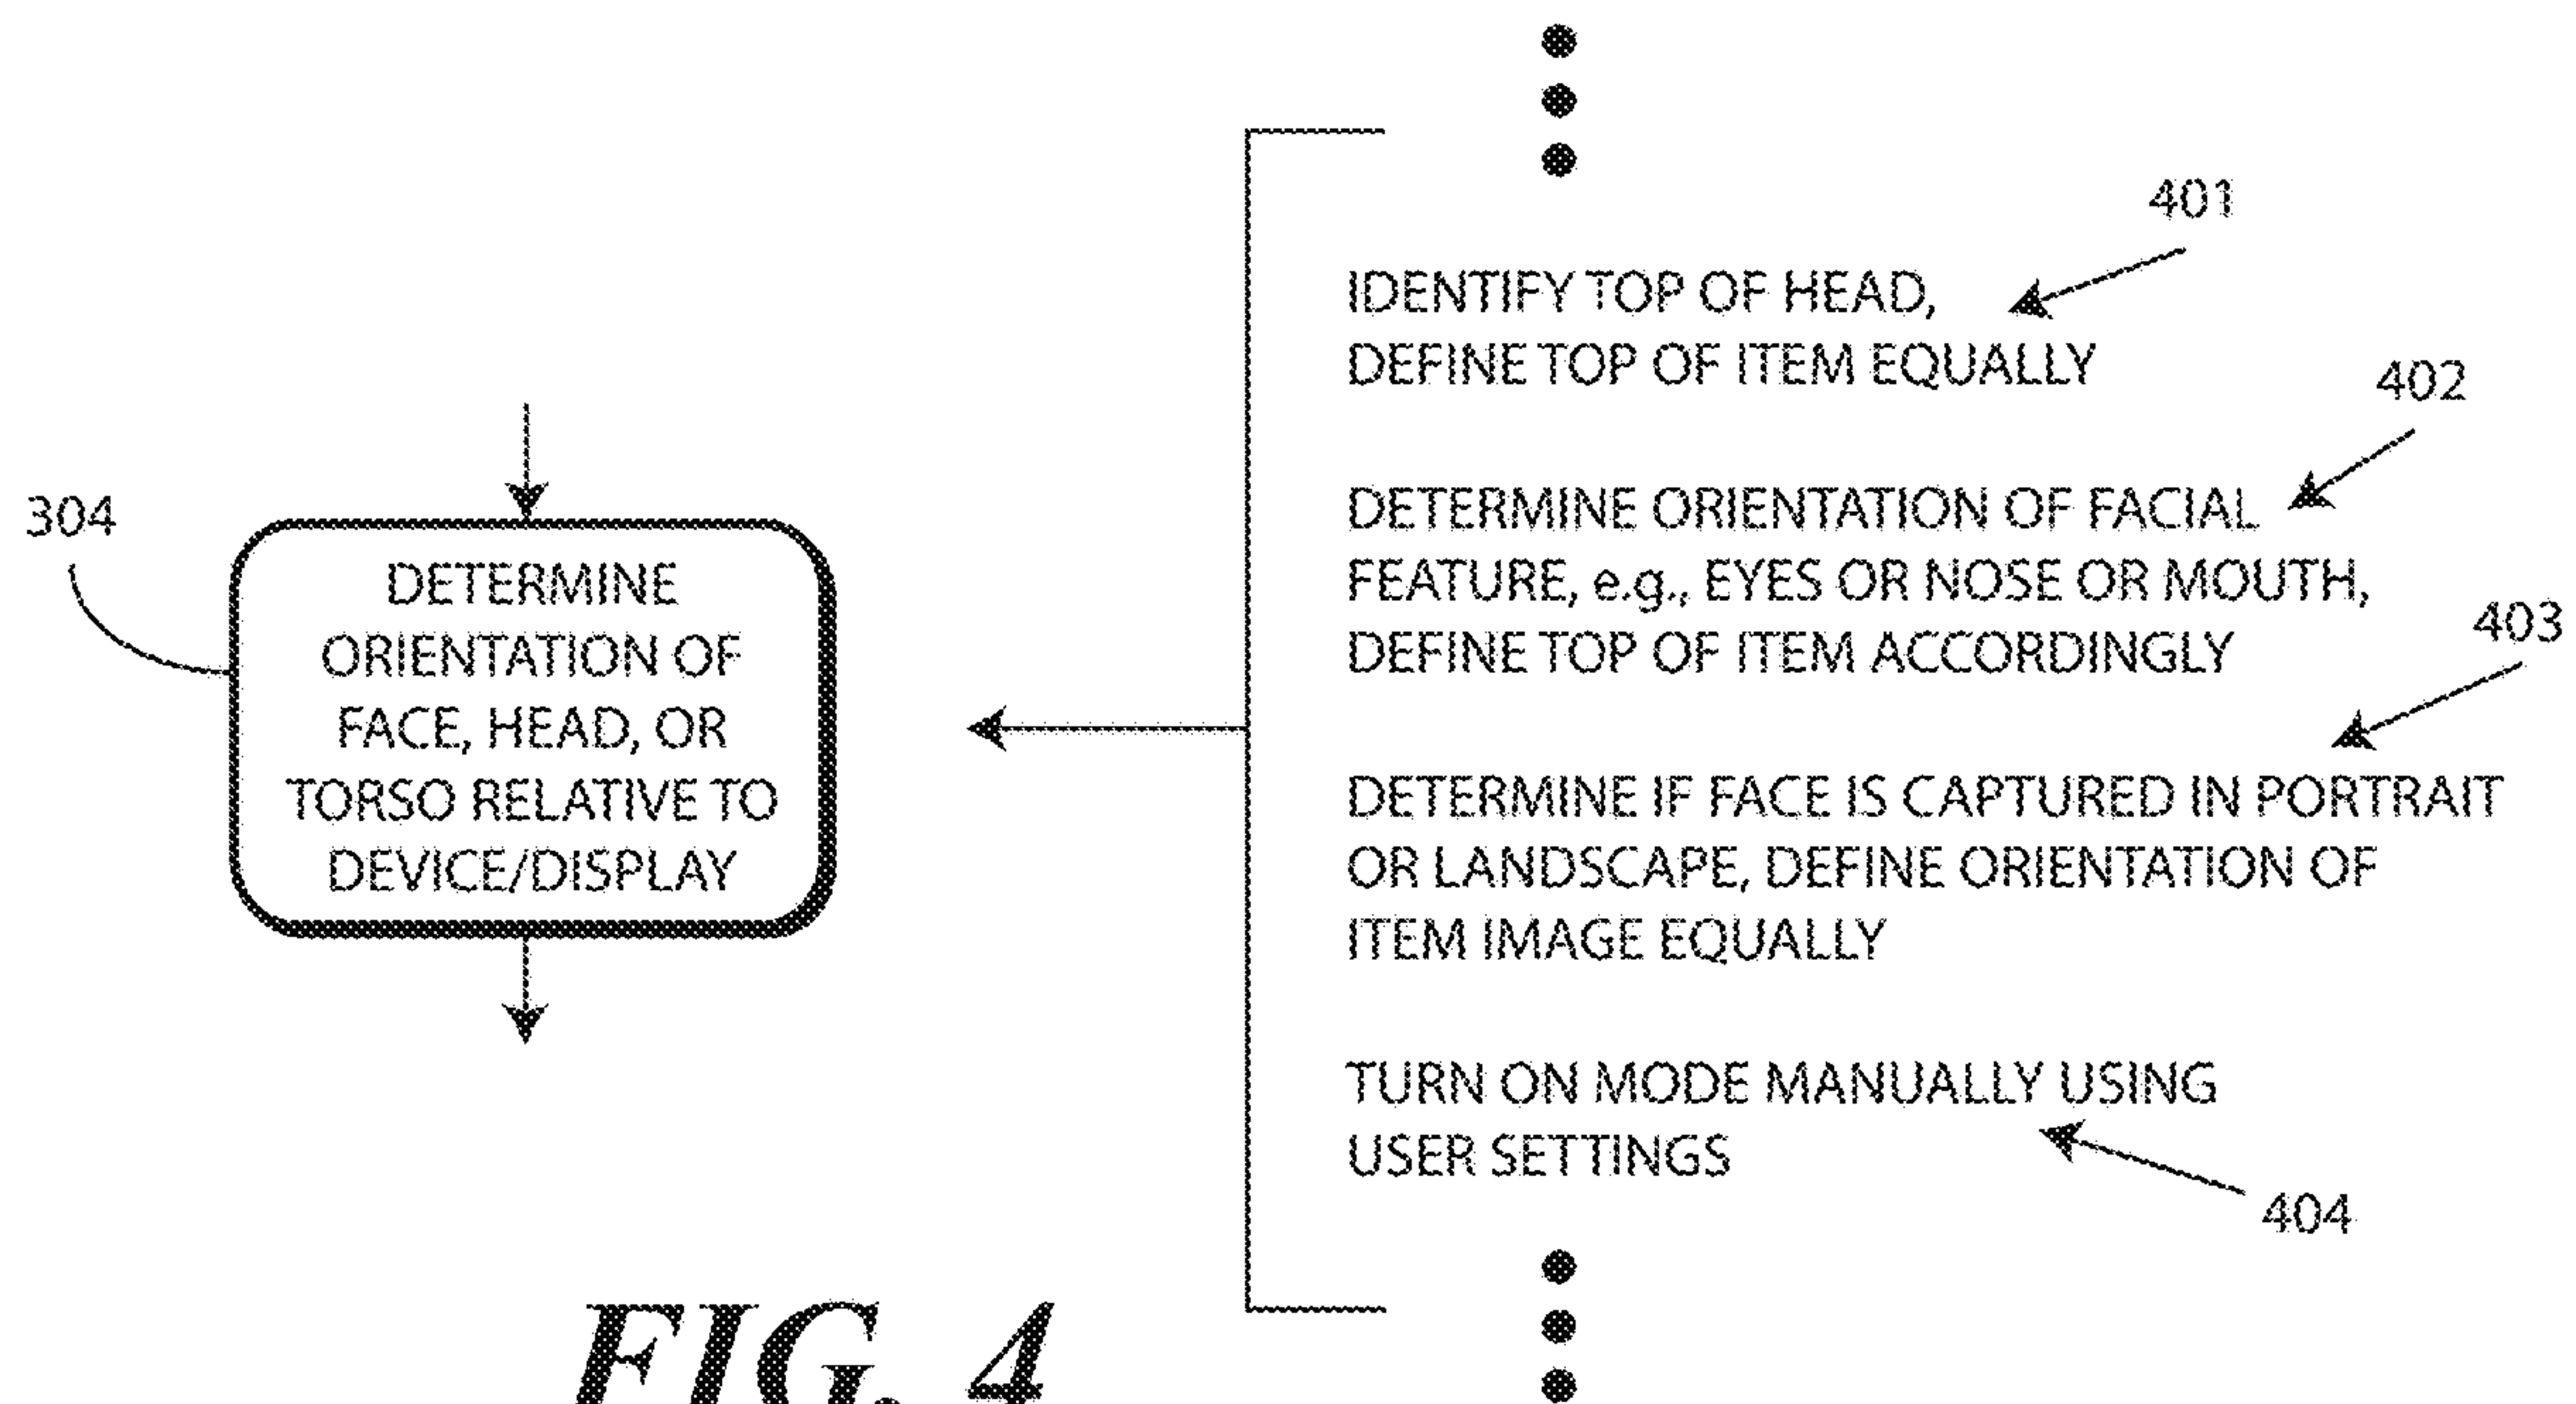 401
IDENTIFY TOP OF HEAD,
DEFINE TOP OF ITEM EQUALLY
402
DETERMINE ORIENTATION OF FACIAL
FEATURE, e.g., EYES OR NOSE OR MOUTH,
DEFINE TOP OF ITEM ACCORDINGLY
403
DETERMINE IF FACE IS CAPTURED IN PORTRAIT
OR LANDSCAPE, DEFINE ORIENTATION OF
ITEM IMAGE EQUALLY
TURN ON MODE MANUALLY USING
USER SETTINGS
404
304
DETERMINE
ORIENTATION OF
FACE, HEAD, OR
TORSO RELATIVE TO
DEVICE/DISPLAY
FIG. 4